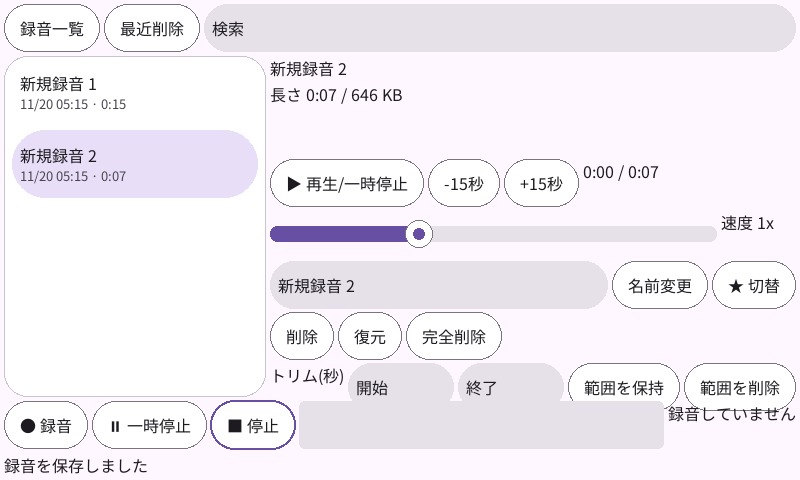 録音一覧 最近削除 検索
新規録音 1
11/20 05:15 · 0:15
新規録音 2
11/20 05:15 · 0:07
新規録音 2
長さ 0:07 / 646 KB
▶ 再生/一時停止 -15秒 +15秒 0:00 / 0:07
速度 1x
新規録音 2 名前変更 ★ 切替
削除 復元 完全削除
トリム(秒) 開始 終了 範囲を保持 範囲を削除
● 録音 ⏸ 一時停止 ■ 停止 録音していません
録音を保存しました